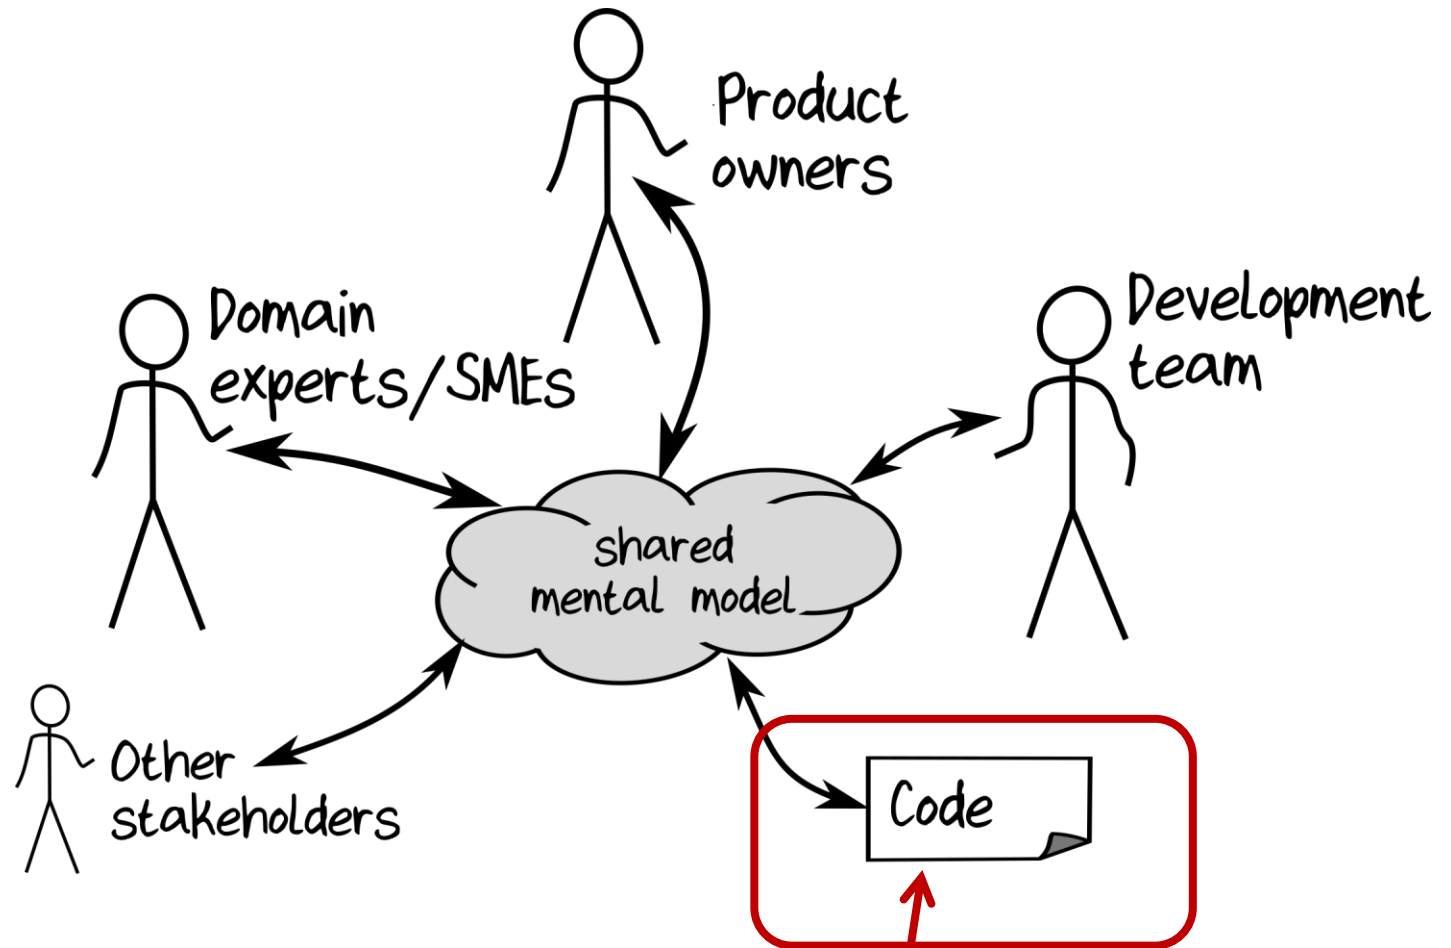 Product
owners
Domain
experts/SMEs
Development
team
shared
mental model
Other
stakeholders
Code